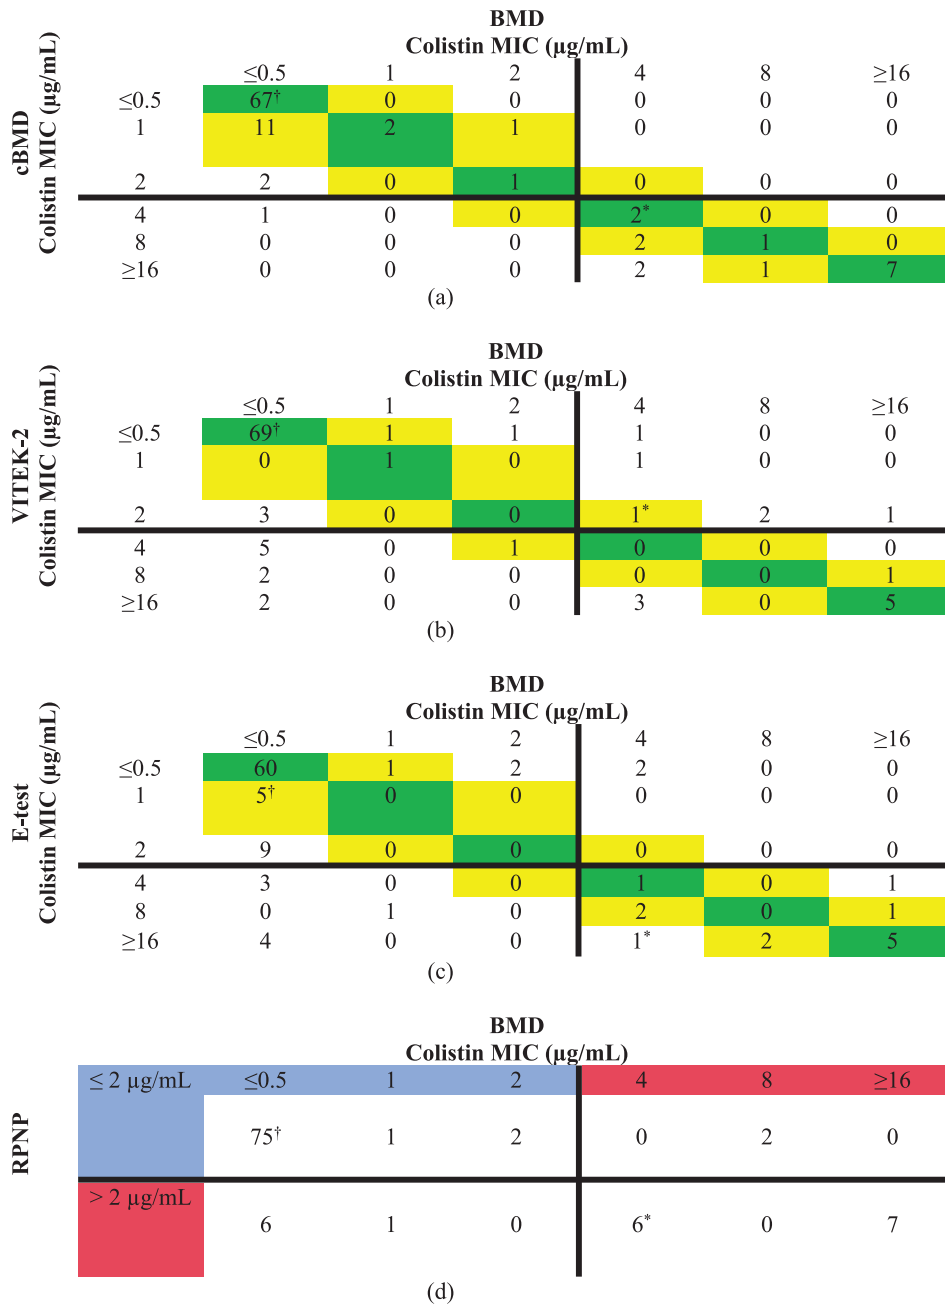 BMD
Colistin MIC (µg/mL)
cBMD
Colistin MIC (µg/mL)
≤0.5 1 2 4 8 ≥16
≤0.5 67† 0 0 0 0 0
1 11 2 1 0 0 0
2 2 0 1 0 0 0
4 1 0 0 2* 0 0
8 0 0 0 2 1 0
≥16 0 0 0 2 1 7
(a)
BMD
Colistin MIC (µg/mL)
VITEK-2
Colistin MIC (µg/mL)
≤0.5 1 2 4 8 ≥16
≤0.5 69† 1 1 1 0 0
1 0 1 0 1 0 0
2 3 0 0 1* 2 1
4 5 0 1 0 0 0
8 2 0 0 0 0 1
≥16 2 0 0 3 0 5
(b)
BMD
Colistin MIC (µg/mL)
E-test
Colistin MIC (µg/mL)
≤0.5 1 2 4 8 ≥16
≤0.5 60 1 2 2 0 0
1 5† 0 0 0 0 0
2 9 0 0 0 0 0
4 3 0 0 1 0 1
8 0 1 0 2 0 1
≥16 4 0 0 1* 2 5
(c)
BMD
Colistin MIC (µg/mL)
RPNP
≤ 2 µg/mL ≤0.5 1 2 4 8 ≥16
75† 1 2 0 2 0
> 2 µg/mL
6 1 0 6* 0 7
(d)